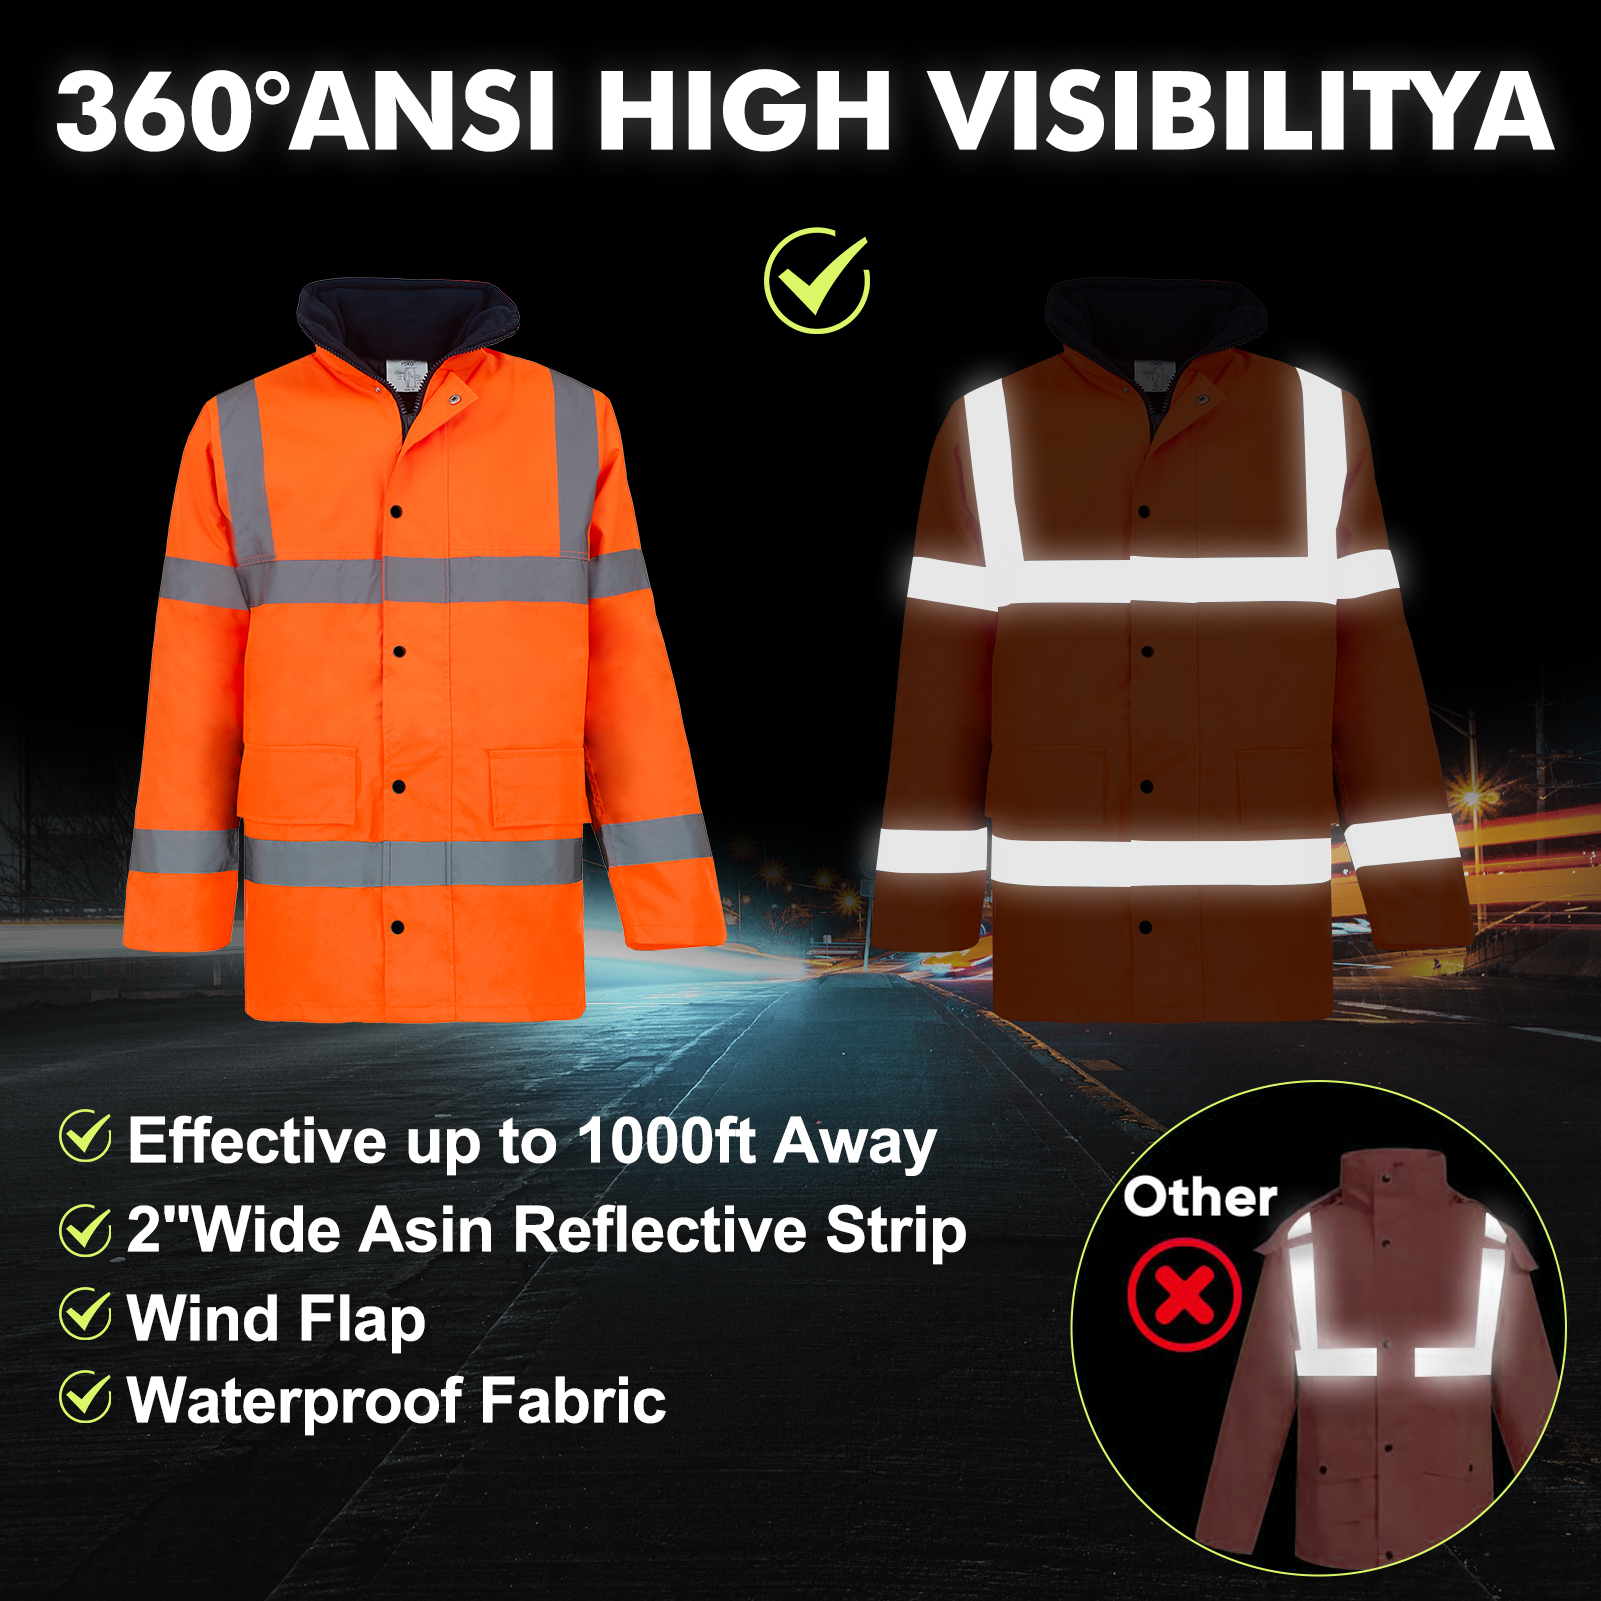 360°ANSI HIGH VISIBILITYA
Effective up to 1000ft Away
2"Wide Asin Reflective Strip
Wind Flap
Waterproof Fabric
Other